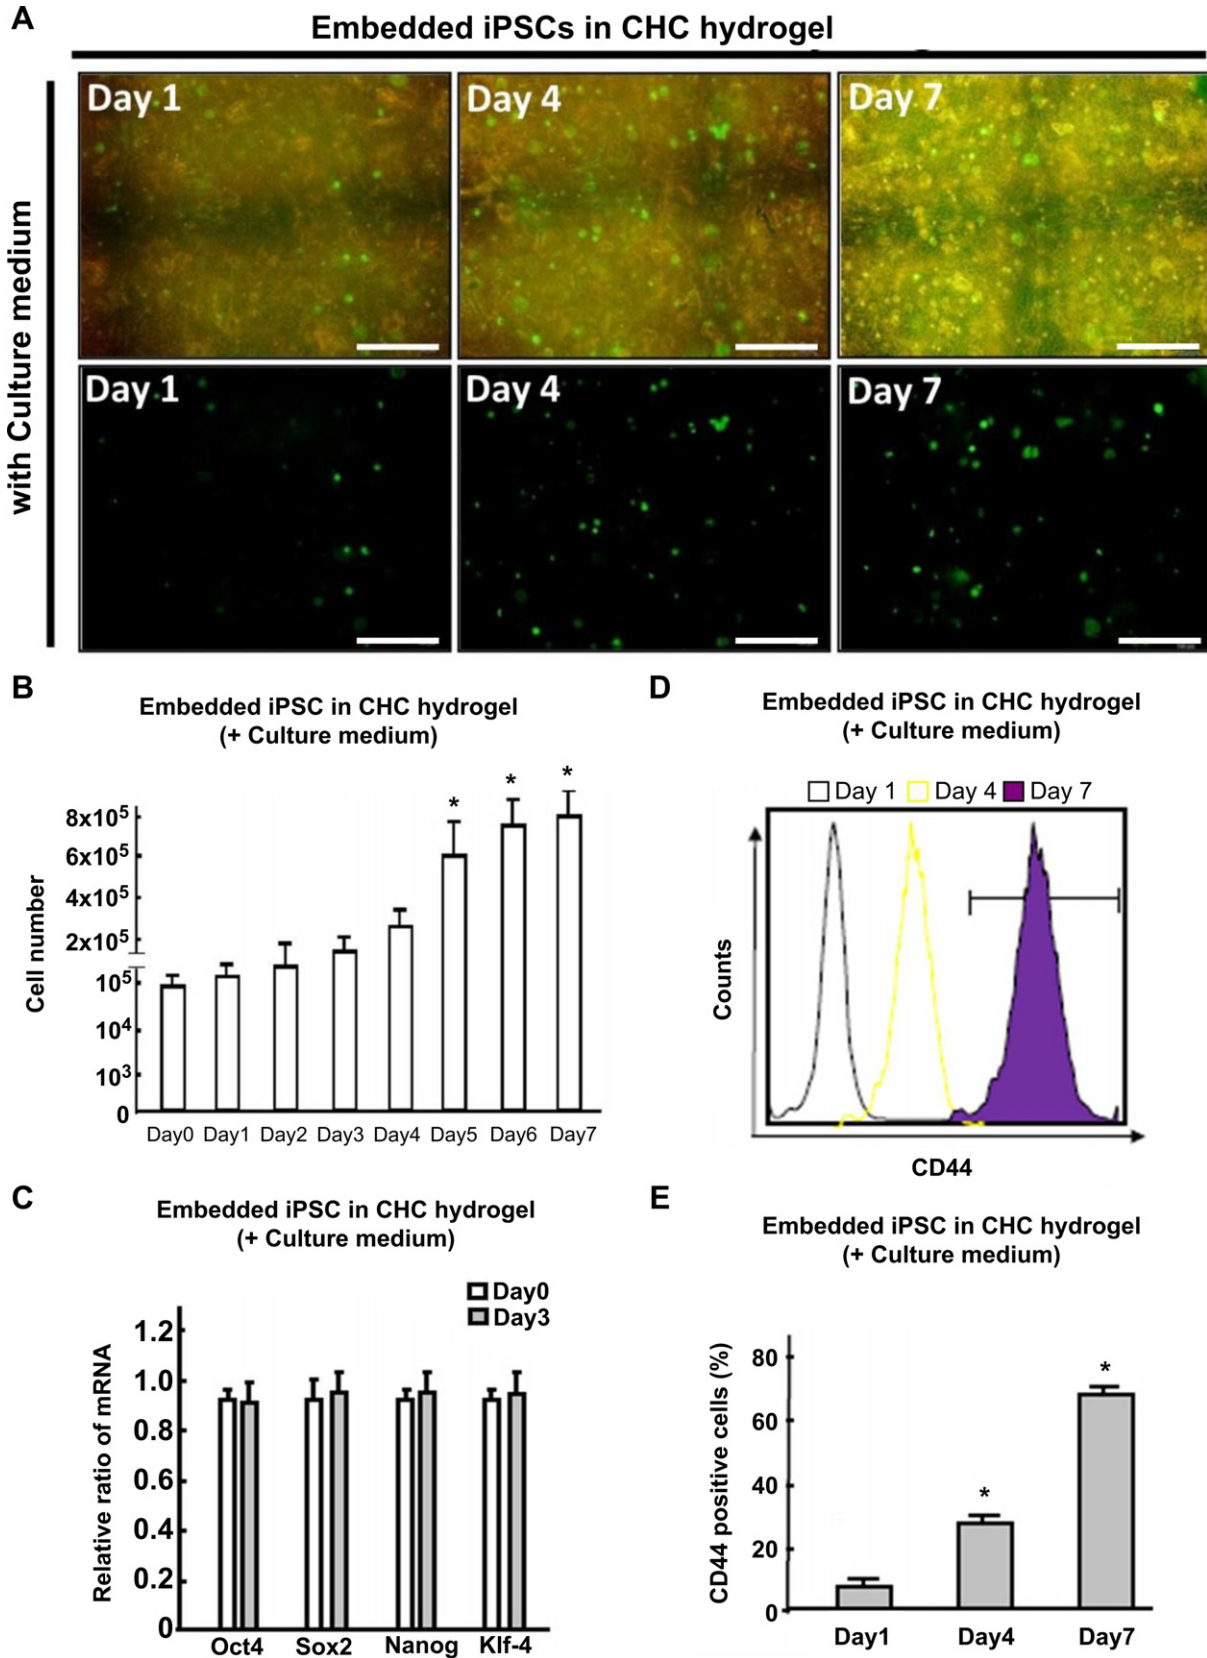 A
Embedded iPSCs in CHC hydrogel
with Culture medium
Day 1
Day 4
Day 7
Day 1
Day 4
Day 7
B
Embedded iPSC in CHC hydrogel
(+ Culture medium)
Cell number
8x10⁵
6x10⁵
4x10⁵
2x10⁵
10⁵
10⁴
10³
0
* * *
Day0 Day1 Day2 Day3 Day4 Day5 Day6 Day7
C
Embedded iPSC in CHC hydrogel
(+ Culture medium)
Day0
Day3
Relative ratio of mRNA
1.2
1.0
0.8
0.6
0.4
0.2
0
Oct4 Sox2 Nanog Klf-4
D
Embedded iPSC in CHC hydrogel
(+ Culture medium)
Day 1 Day 4 Day 7
Counts
CD44
E
Embedded iPSC in CHC hydrogel
(+ Culture medium)
CD44 positive cells (%)
80
60
40
20
0
* *
Day1 Day4 Day7